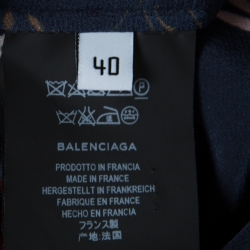 40
BALENCIAGA
PRODOTTO IN FRANCIA
MADE IN FRANCE
HERGESTELLT IN FRANKREICH
FABRIQUE EN FRANCE
HECHO EN FRANCIA
フランス製
产地:法国